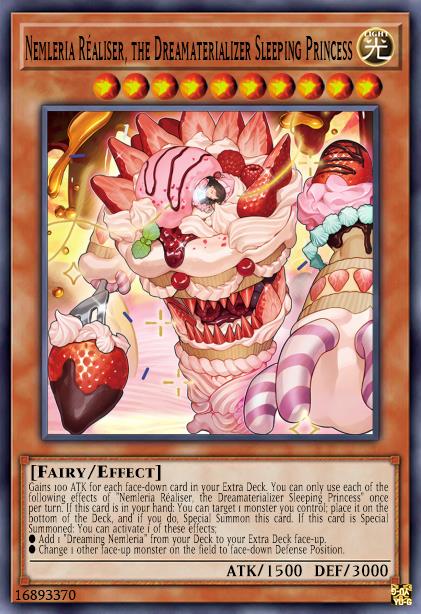 Nemleria Réaliser, the Dreamaterializer Sleeping Princess
LIGHT
光
[Fairy/Effect]
Gains 100 ATK for each face-down card in your Extra Deck. You can only use each of the
following effects of "Nemleria Réaliser, the Dreamaterializer Sleeping Princess" once
per turn. If this card is in your hand: You can target 1 monster you control; place it on
the bottom of the Deck, and if you do, Special Summon this card. If this card is Special
Summoned: You can activate 1 of these effects;
● Add 1 "Dreaming Nemleria" from your Deck to your Extra Deck face-up.
● Change 1 other face-up monster on the field to face-down Defense Position.
ATK/1500 DEF/3000
16893370